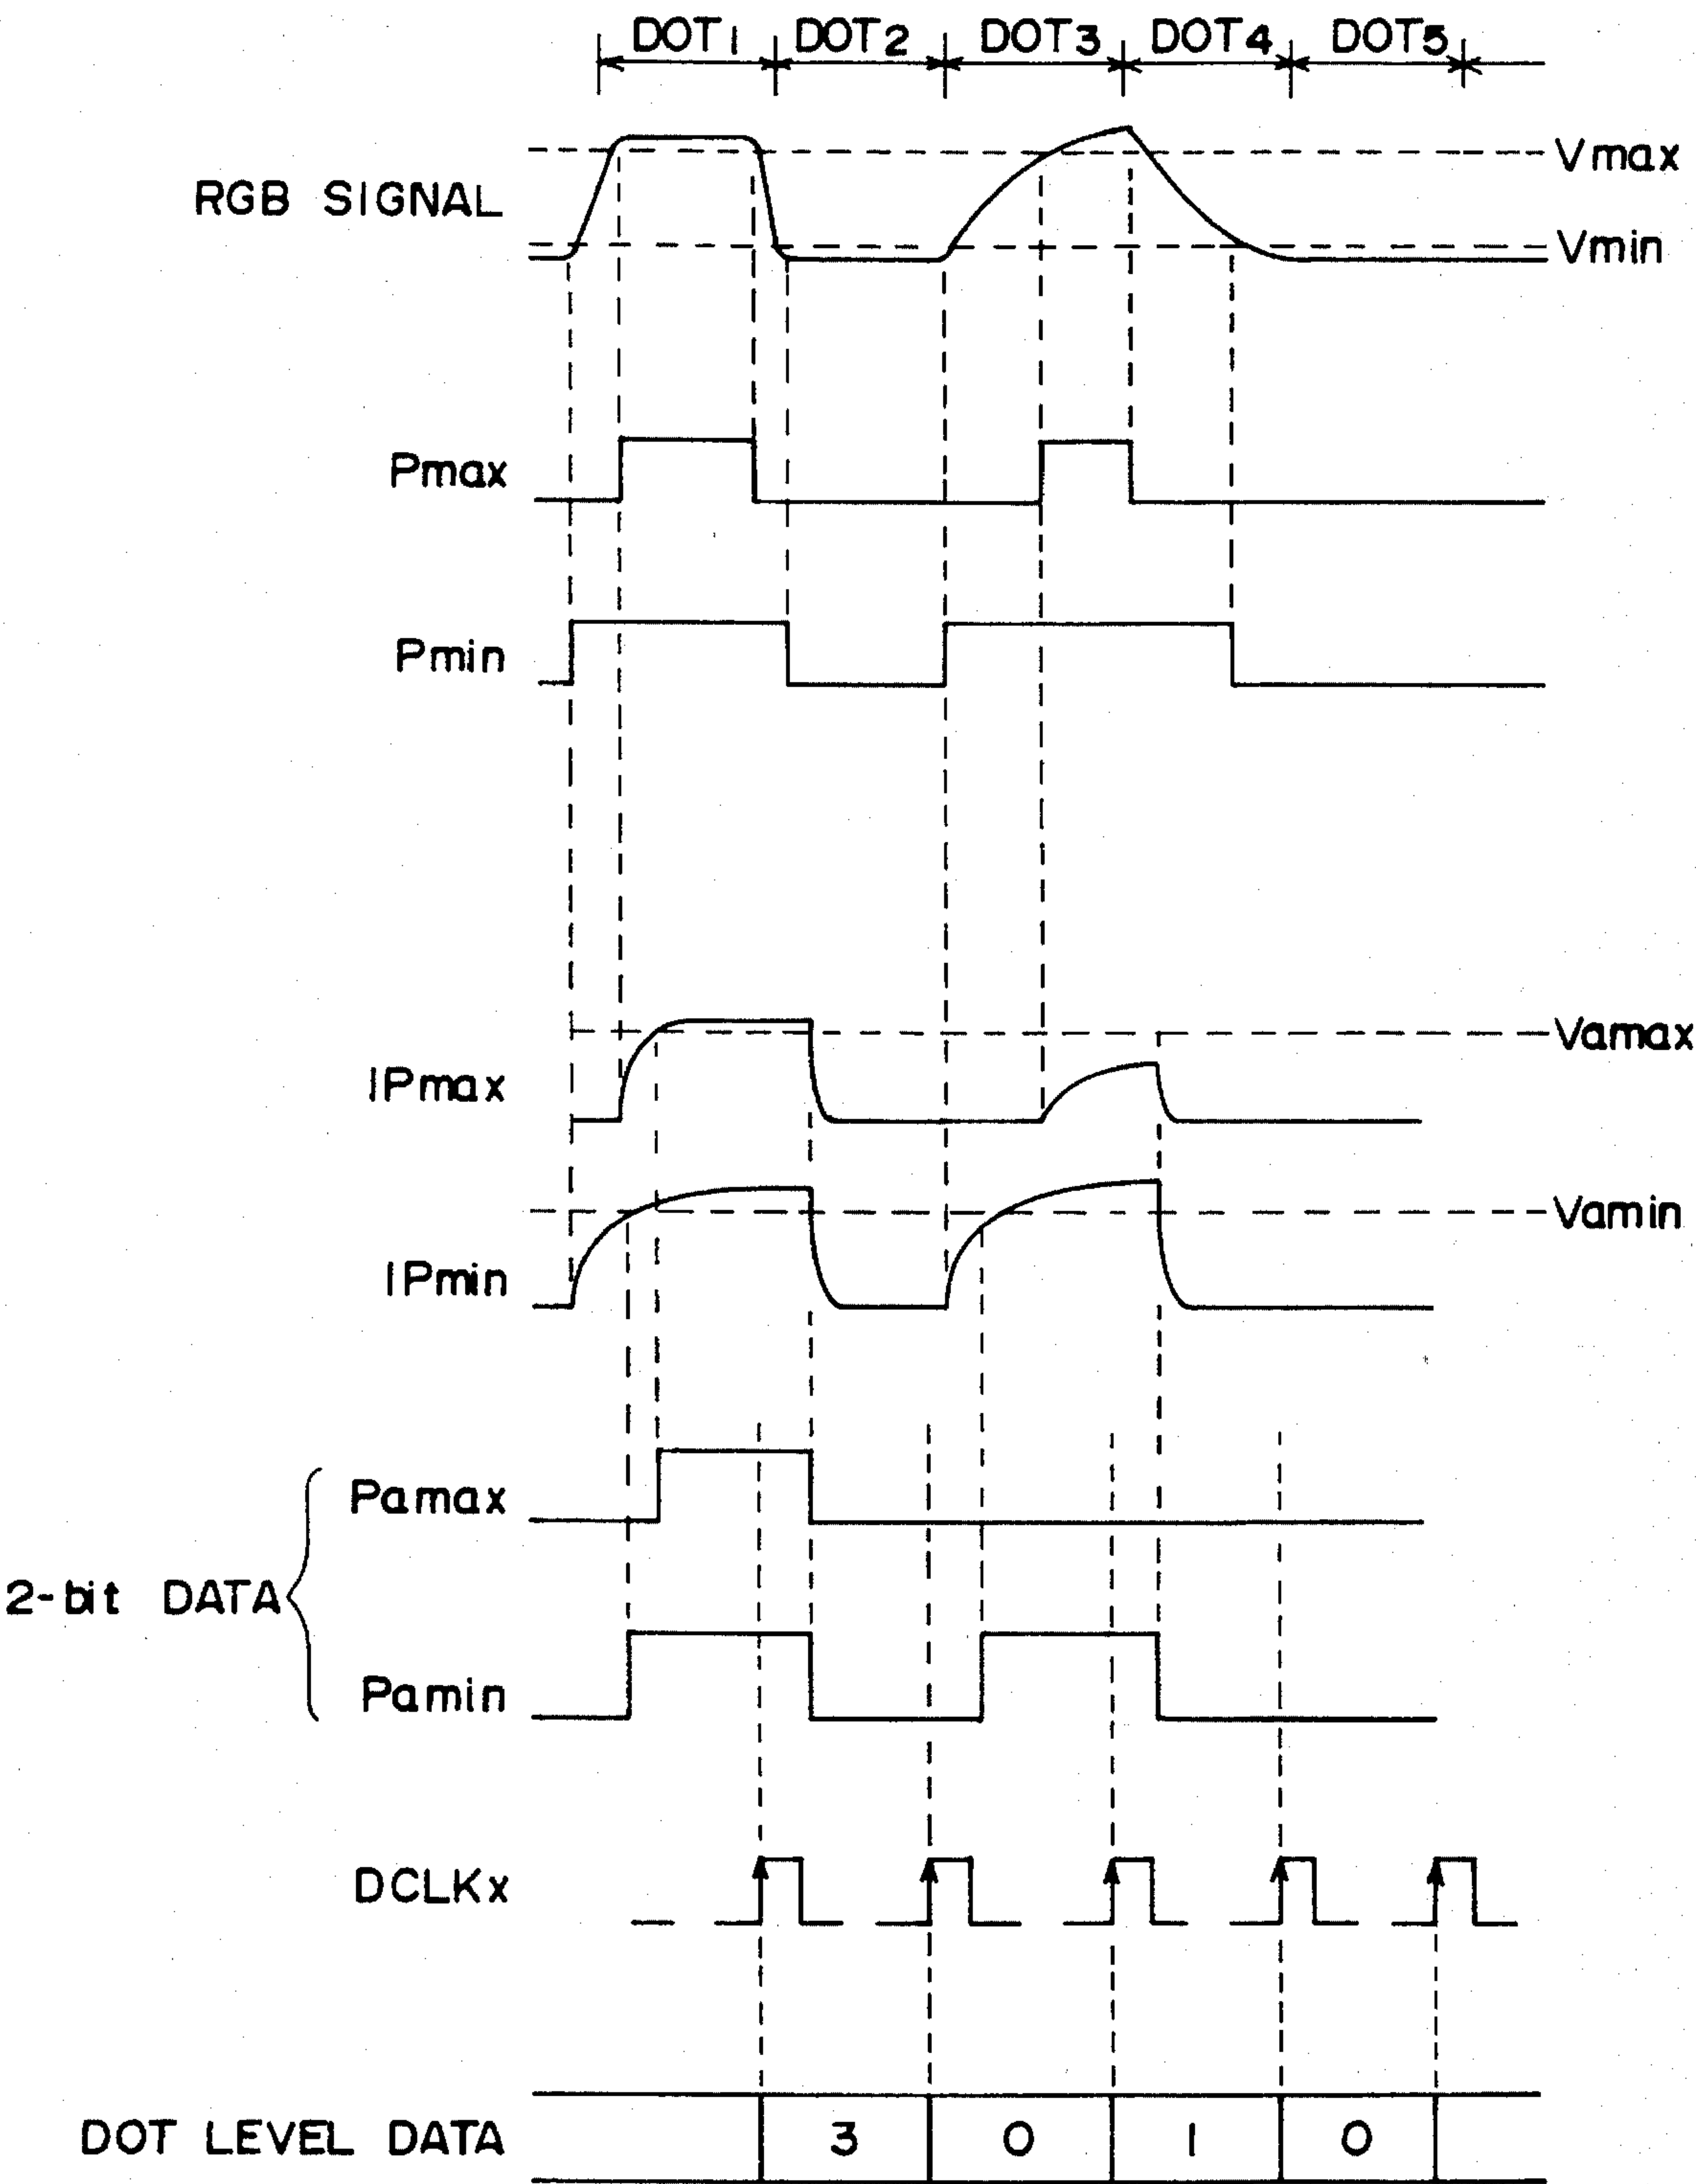 DOT1 DOT2 DOT3 DOT4 DOT5
Vmax
RGB SIGNAL
Vmin
Pmax
Pmin
Vamax
IPmax
Vamin
IPmin
Pamax
2-bit DATA
Pamin
DCLKx
DOT LEVEL DATA 3 0 1 0